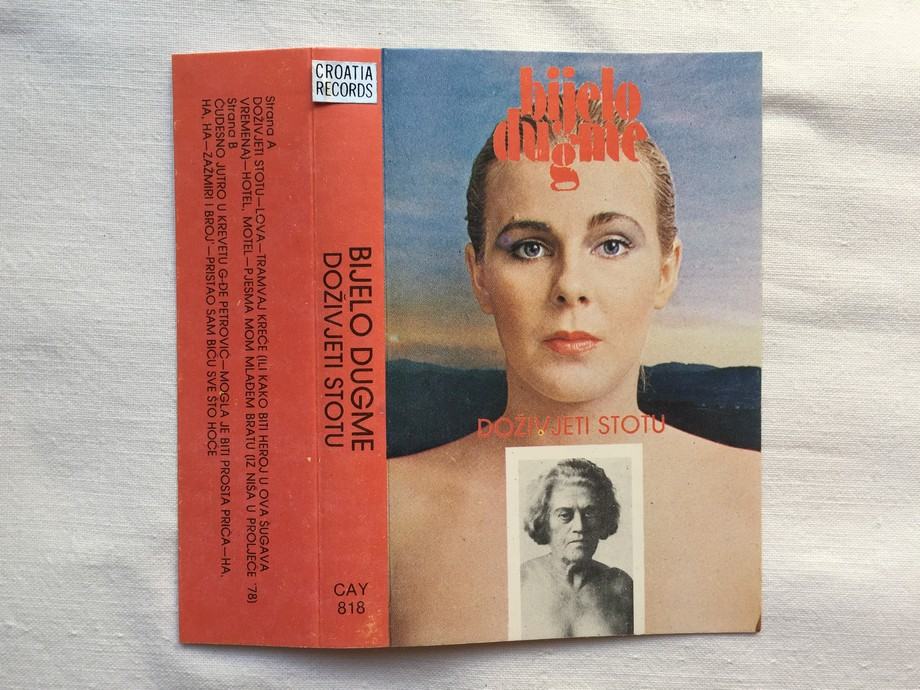 Strana A
DOŽIVJETI STOTU—LOVA—TRAMVAJ KREĆE (ILI KAKO BITI HEROJ U OVA ŠUGAVA
VREMENA)—HOTEL, MOTEL—PJESMA MOM MLAĐEM BRATU (IZ NIŠA U PROLJEĆE '78)
Strana B
ČUDESNO JUTRO U KREVETU G-ĐE PETROVIĆ—MOGLA JE BITI PROSTA PRIČA—HA,
HA, HA—ZAŽMIRI I BROJ'—PRISTAO SAM BIĆU SVE ŠTO HOĆE
CROATIA
RECORDS
BIJELO DUGME
DOŽIVJETI STOTU
CAY
818
bijelo
dugme
DOŽIVJETI STOTU